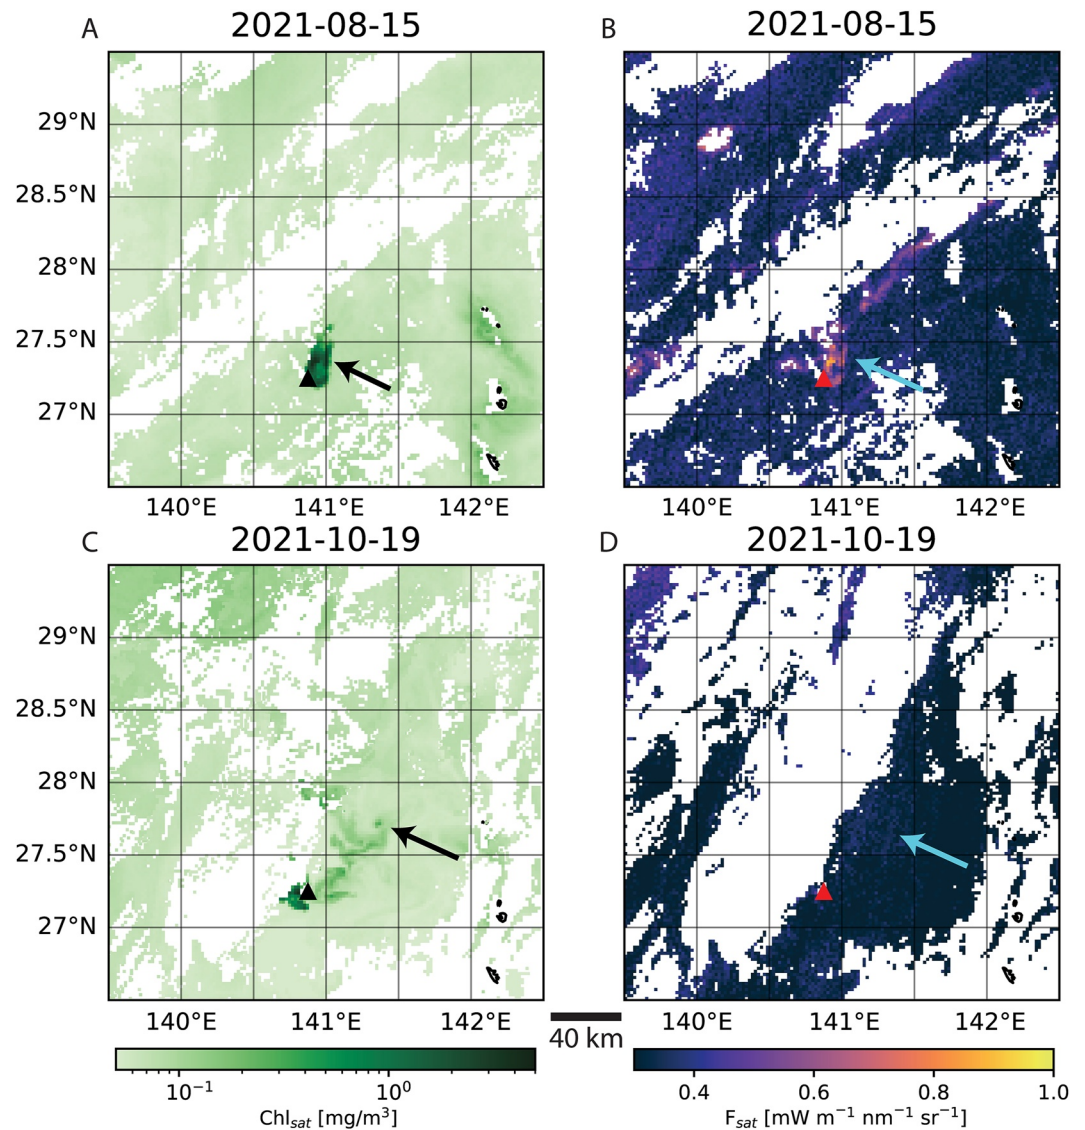 A 2021-08-15
B 2021-08-15
29°N
28.5°N
28°N
27.5°N
27°N
140°E 141°E 142°E
140°E 141°E 142°E
C 2021-10-19
D 2021-10-19
29°N
28.5°N
28°N
27.5°N
27°N
140°E 141°E 142°E
140°E 141°E 142°E
40 km
10⁻¹ 10⁰
Chlsat [mg/m³]
0.4 0.6 0.8 1.0
Fsat [mW m⁻¹ nm⁻¹ sr⁻¹]